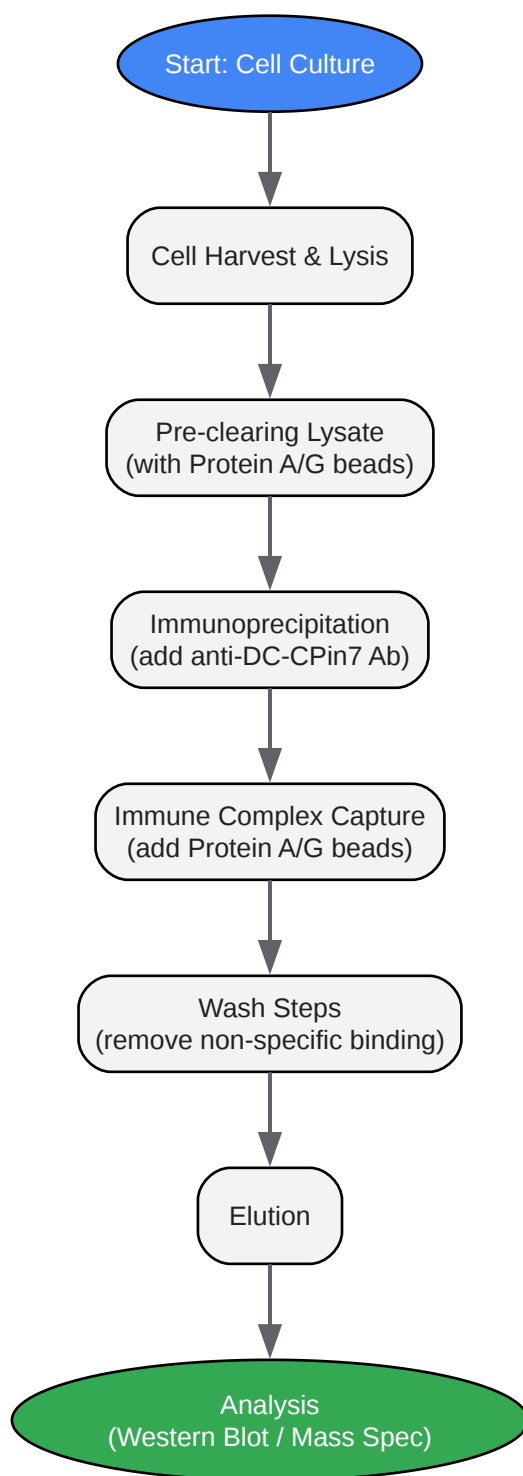 Start: Cell Culture
Cell Harvest & Lysis
Pre-clearing Lysate
(with Protein A/G beads)
Immunoprecipitation
(add anti-DC-CPin7 Ab)
Immune Complex Capture
(add Protein A/G beads)
Wash Steps
(remove non-specific binding)
Elution
Analysis
(Western Blot / Mass Spec)